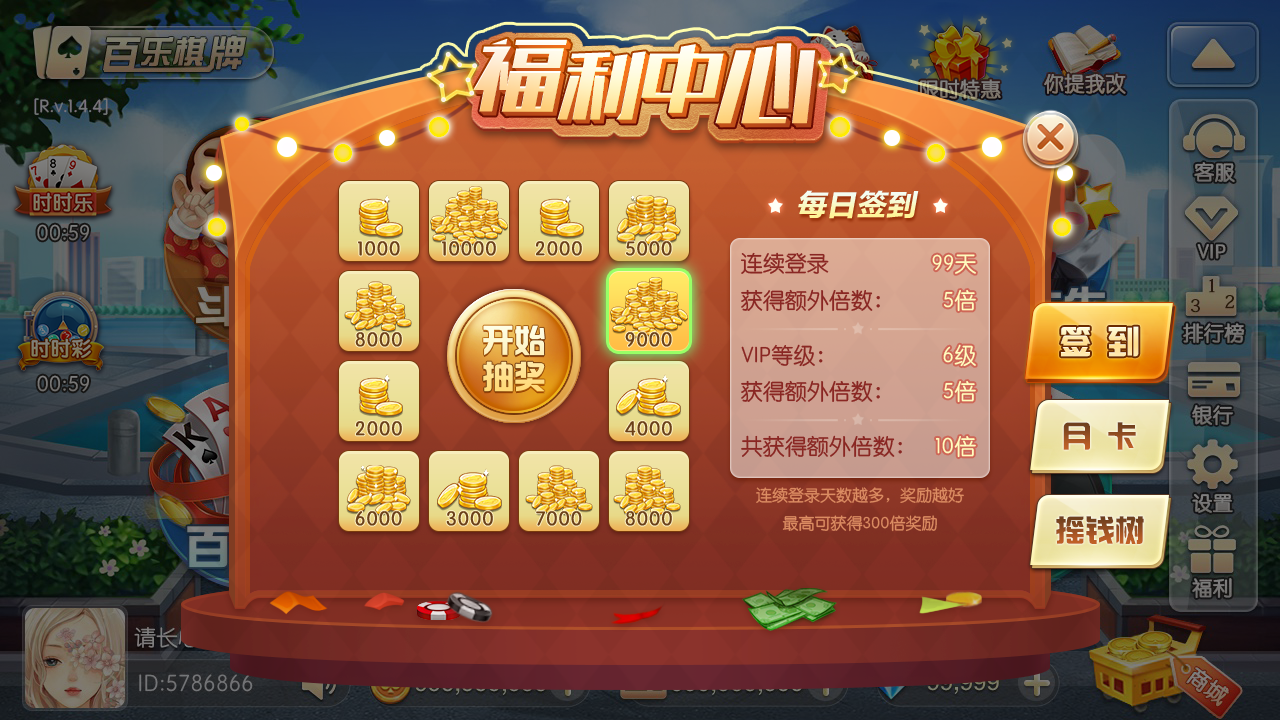 百乐棋牌
[R.v.1.4.4]
福利中心
限时特惠
你提我改
时时乐
00:59
时时彩
00:59
1000
10000
2000
5000
8000
9000
开始
抽奖
2000
4000
6000
3000
7000
8000
每日签到
连续登录 99天
获得额外倍数: 5倍
VIP等级: 6级
获得额外倍数: 5倍
共获得额外倍数: 10倍
连续登录天数越多，奖励越好
最高可获得300倍奖励
签到
月卡
摇钱树
客服
VIP
1
3 2
排行榜
银行
设置
福利
斗
百
K
A
请长
ID:5786866
商城